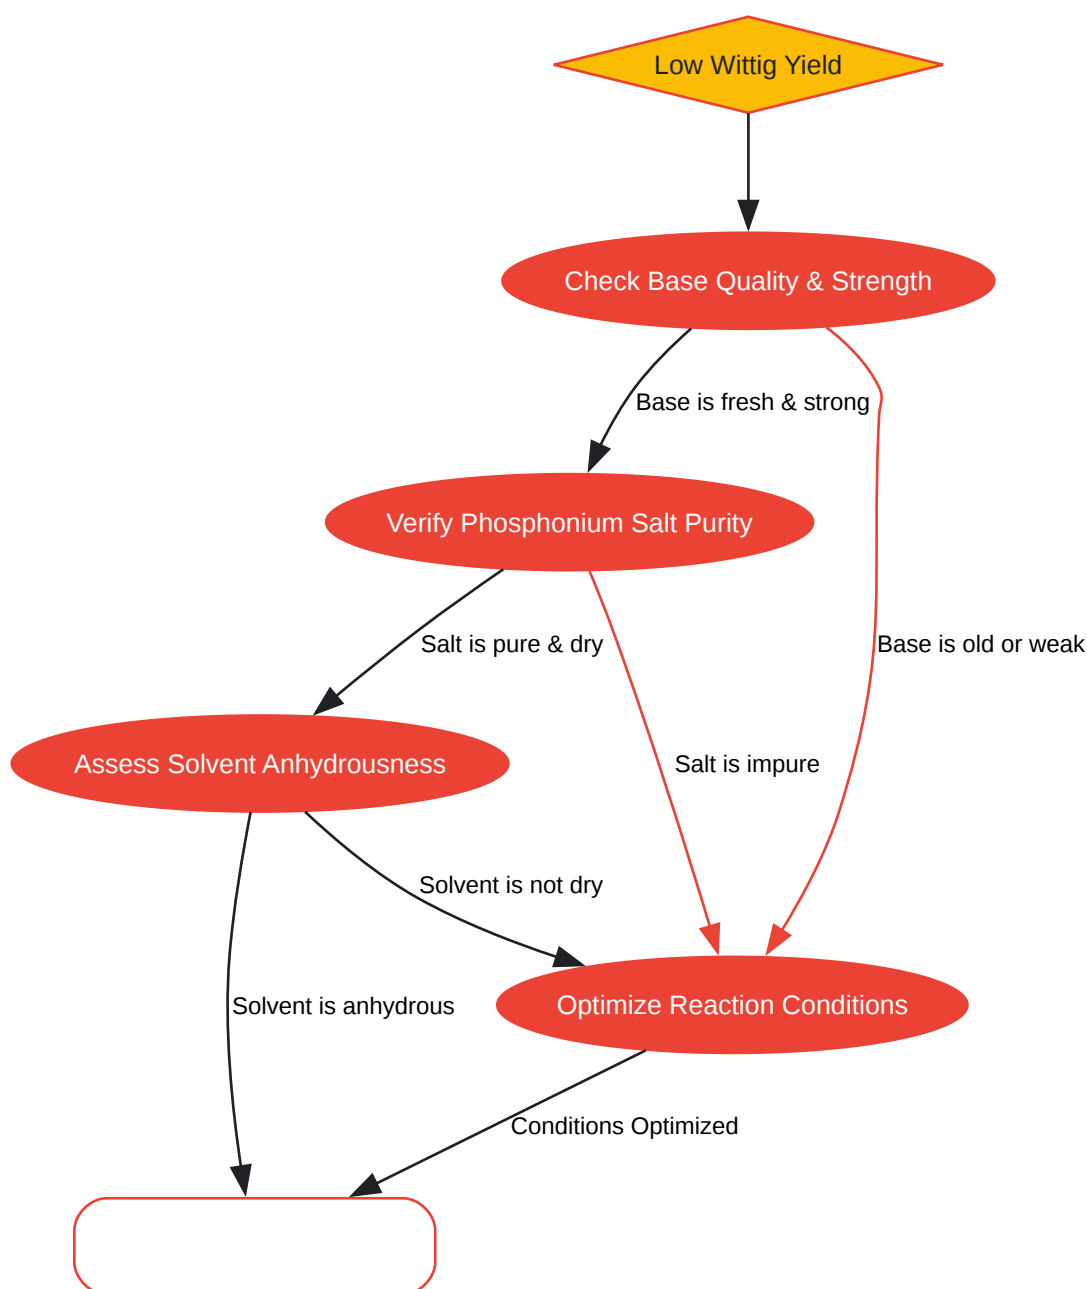 Low Wittig Yield
Check Base Quality & Strength
Base is fresh & strong
Verify Phosphonium Salt Purity
Salt is pure & dry
Base is old or weak
Assess Solvent Anhydrousness
Salt is impure
Solvent is not dry
Solvent is anhydrous
Optimize Reaction Conditions
Conditions Optimized